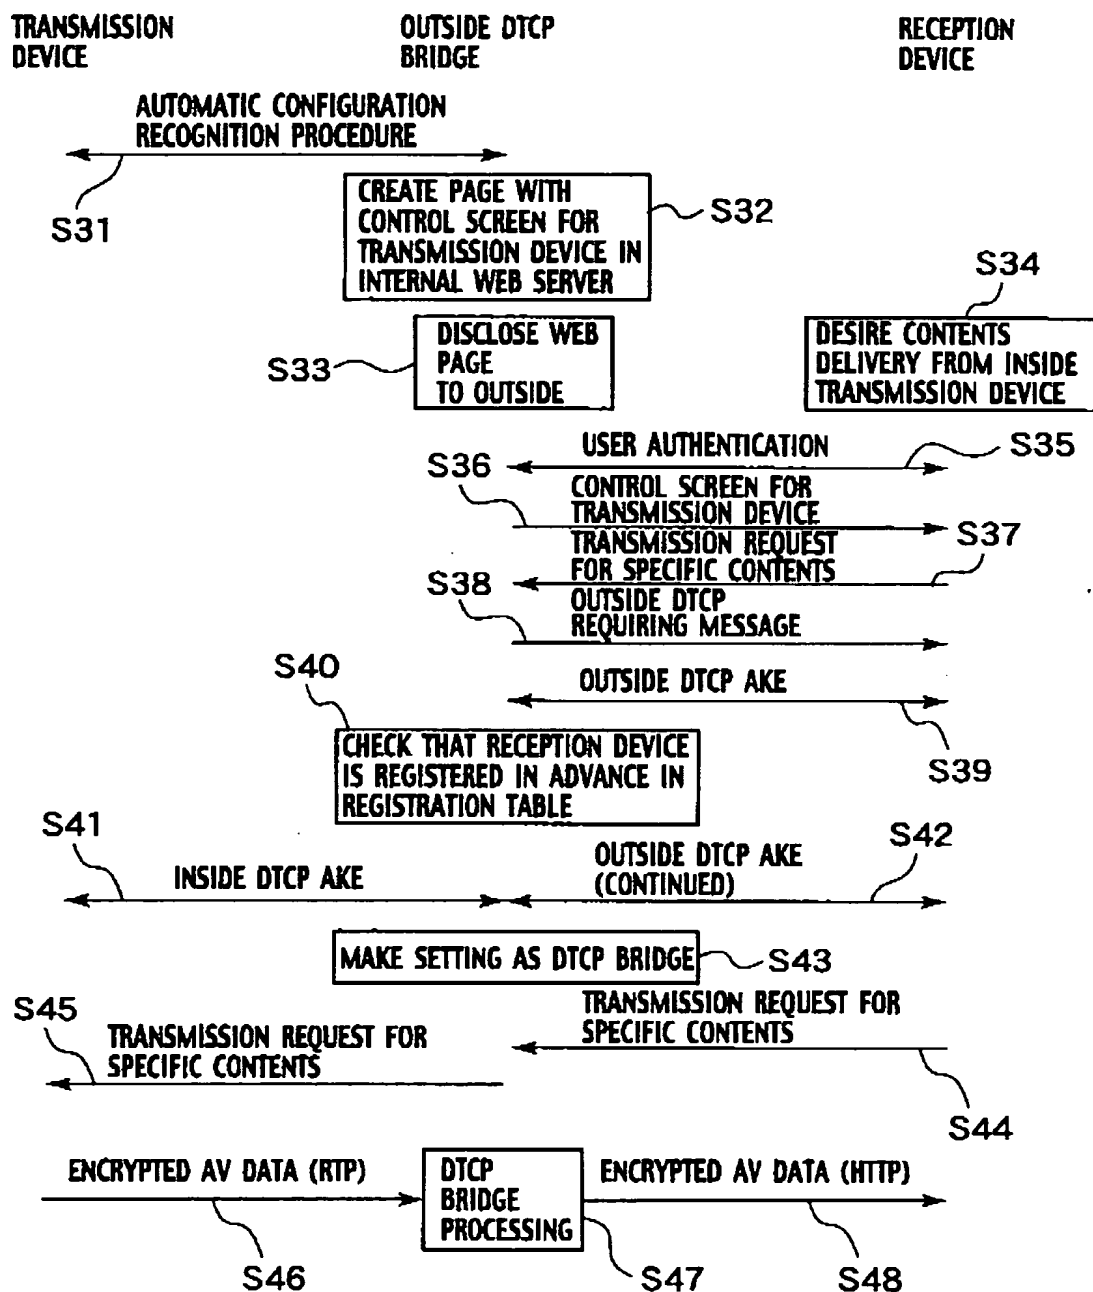 TRANSMISSION
DEVICE
OUTSIDE DTCP
BRIDGE
RECEPTION
DEVICE
AUTOMATIC CONFIGURATION
RECOGNITION PROCEDURE
S31
CREATE PAGE WITH
CONTROL SCREEN FOR
TRANSMISSION DEVICE IN
INTERNAL WEB SERVER
S32
DISCLOSE WEB
PAGE
TO OUTSIDE
S33
S34
DESIRE CONTENTS
DELIVERY FROM INSIDE
TRANSMISSION DEVICE
USER AUTHENTICATION
S35
S36
CONTROL SCREEN FOR
TRANSMISSION DEVICE
TRANSMISSION REQUEST
FOR SPECIFIC CONTENTS
S37
S38
OUTSIDE DTCP
REQUIRING MESSAGE
OUTSIDE DTCP AKE
S39
S40
CHECK THAT RECEPTION DEVICE
IS REGISTERED IN ADVANCE IN
REGISTRATION TABLE
S41
INSIDE DTCP AKE
OUTSIDE DTCP AKE
(CONTINUED)
S42
MAKE SETTING AS DTCP BRIDGE
S43
TRANSMISSION REQUEST FOR
SPECIFIC CONTENTS
S44
S45
TRANSMISSION REQUEST FOR
SPECIFIC CONTENTS
ENCRYPTED AV DATA (RTP)
S46
DTCP
BRIDGE
PROCESSING
S47
ENCRYPTED AV DATA (HTTP)
S48